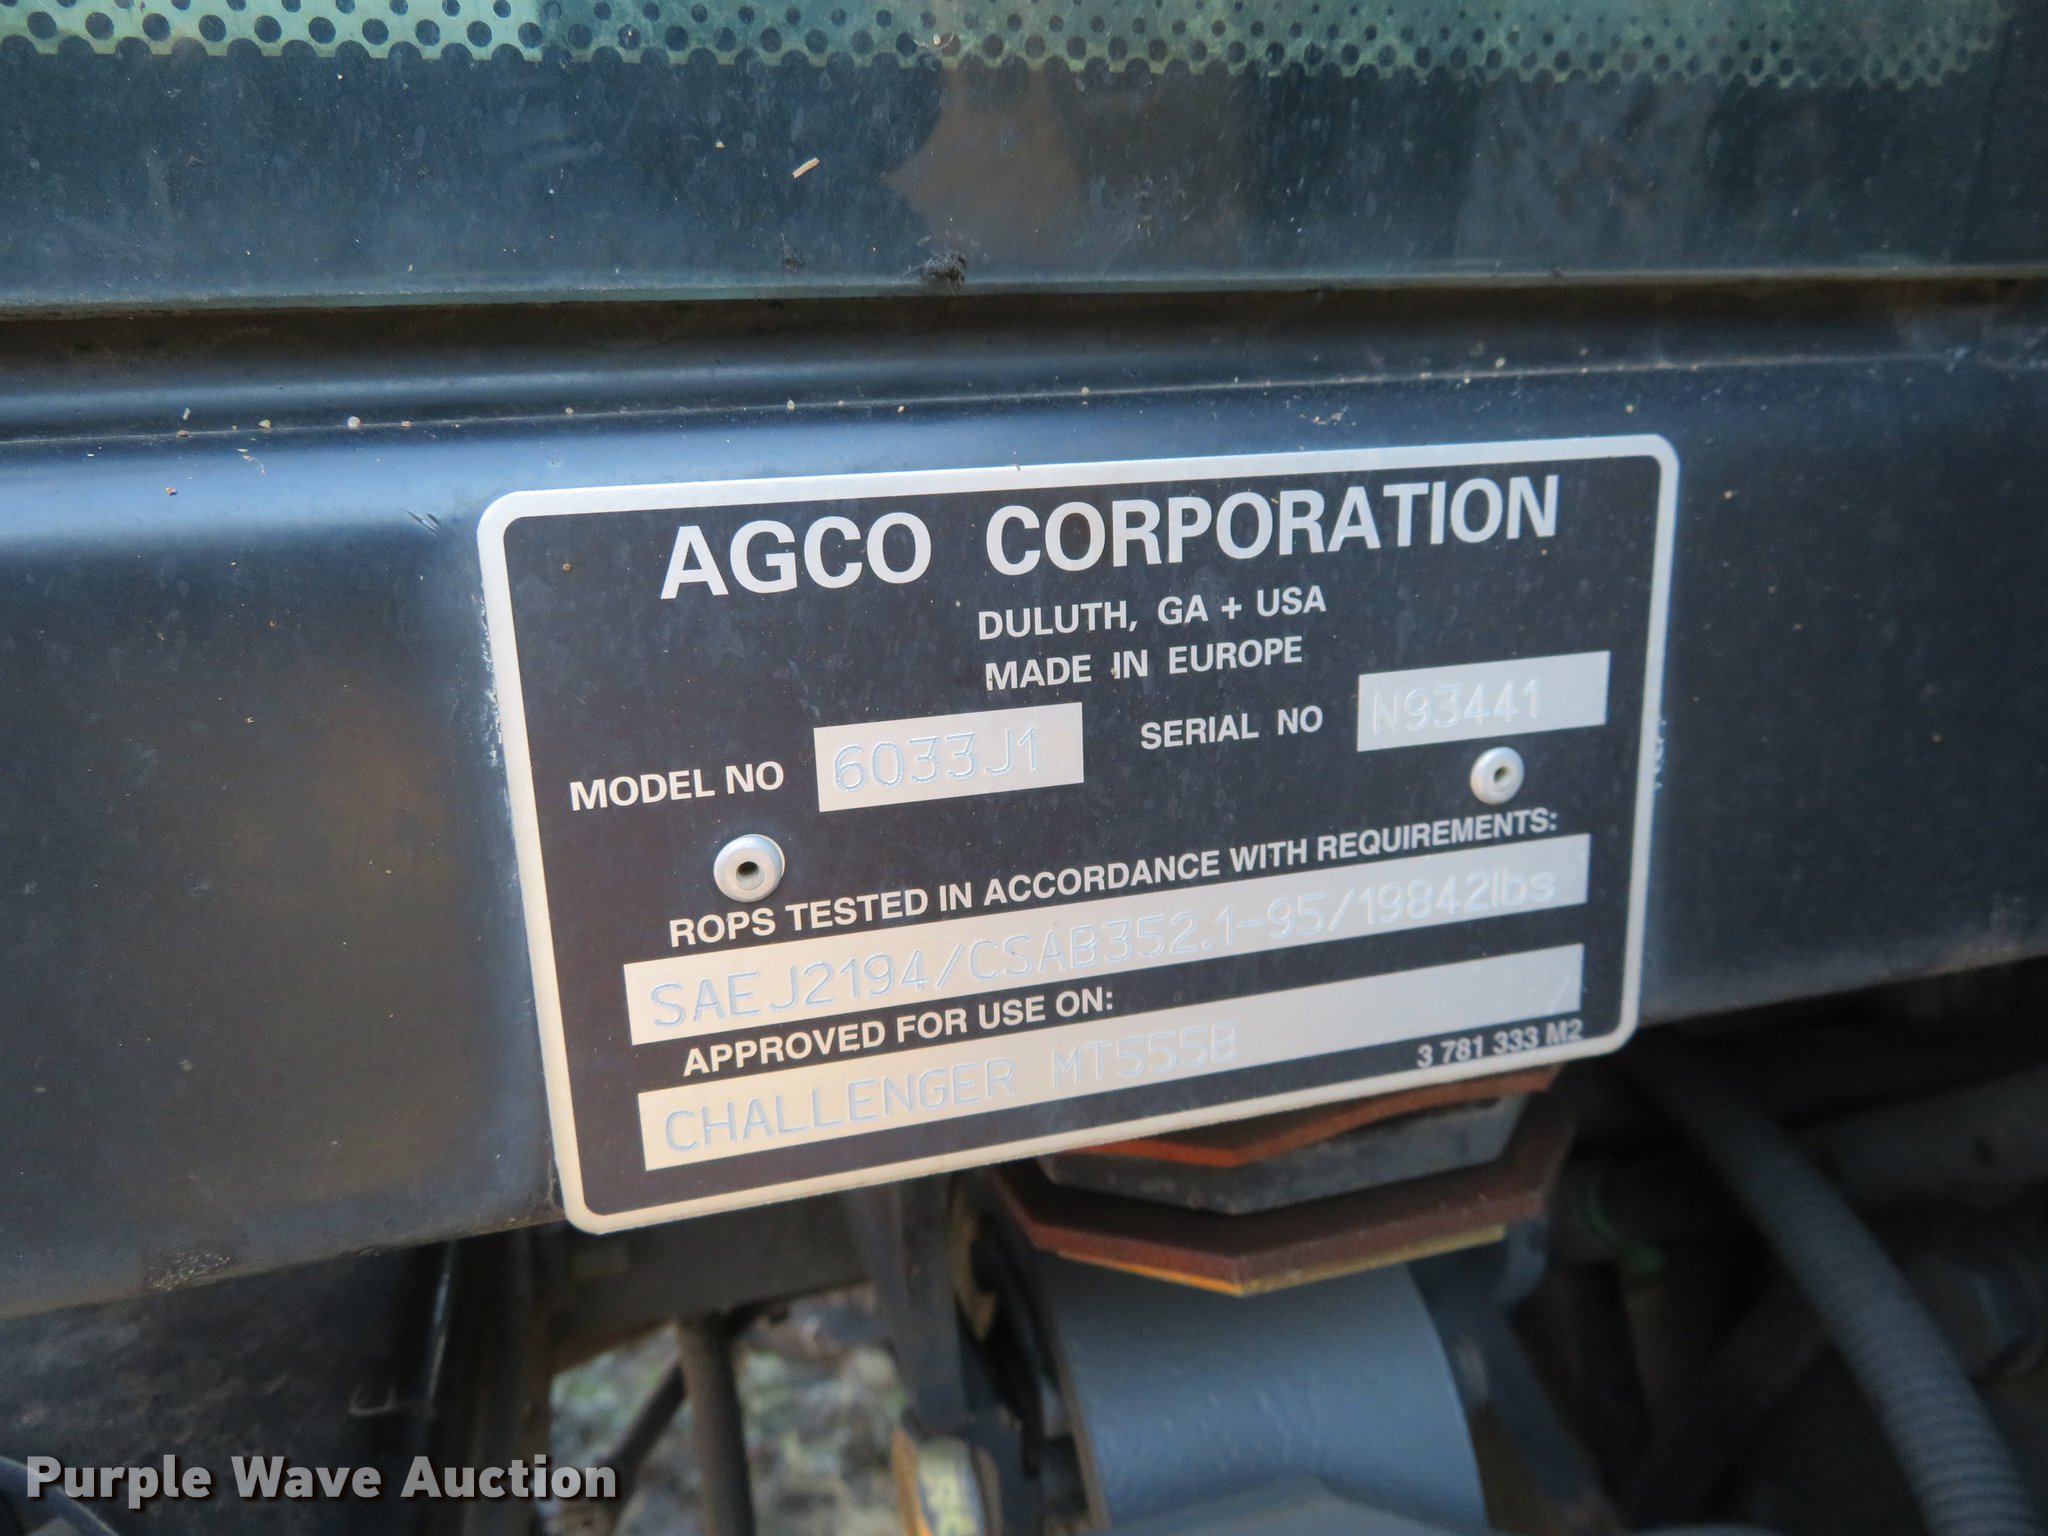 AGCO CORPORATION
DULUTH, GA + USA
MADE IN EUROPE
MODEL NO 6033J1 SERIAL NO N93441
ROPS TESTED IN ACCORDANCE WITH REQUIREMENTS:
SAEJ2194/CSAB352.1-95/19842lbs
APPROVED FOR USE ON:
CHALLENGER MT555B
3 781 333 M2
Purple Wave Auction